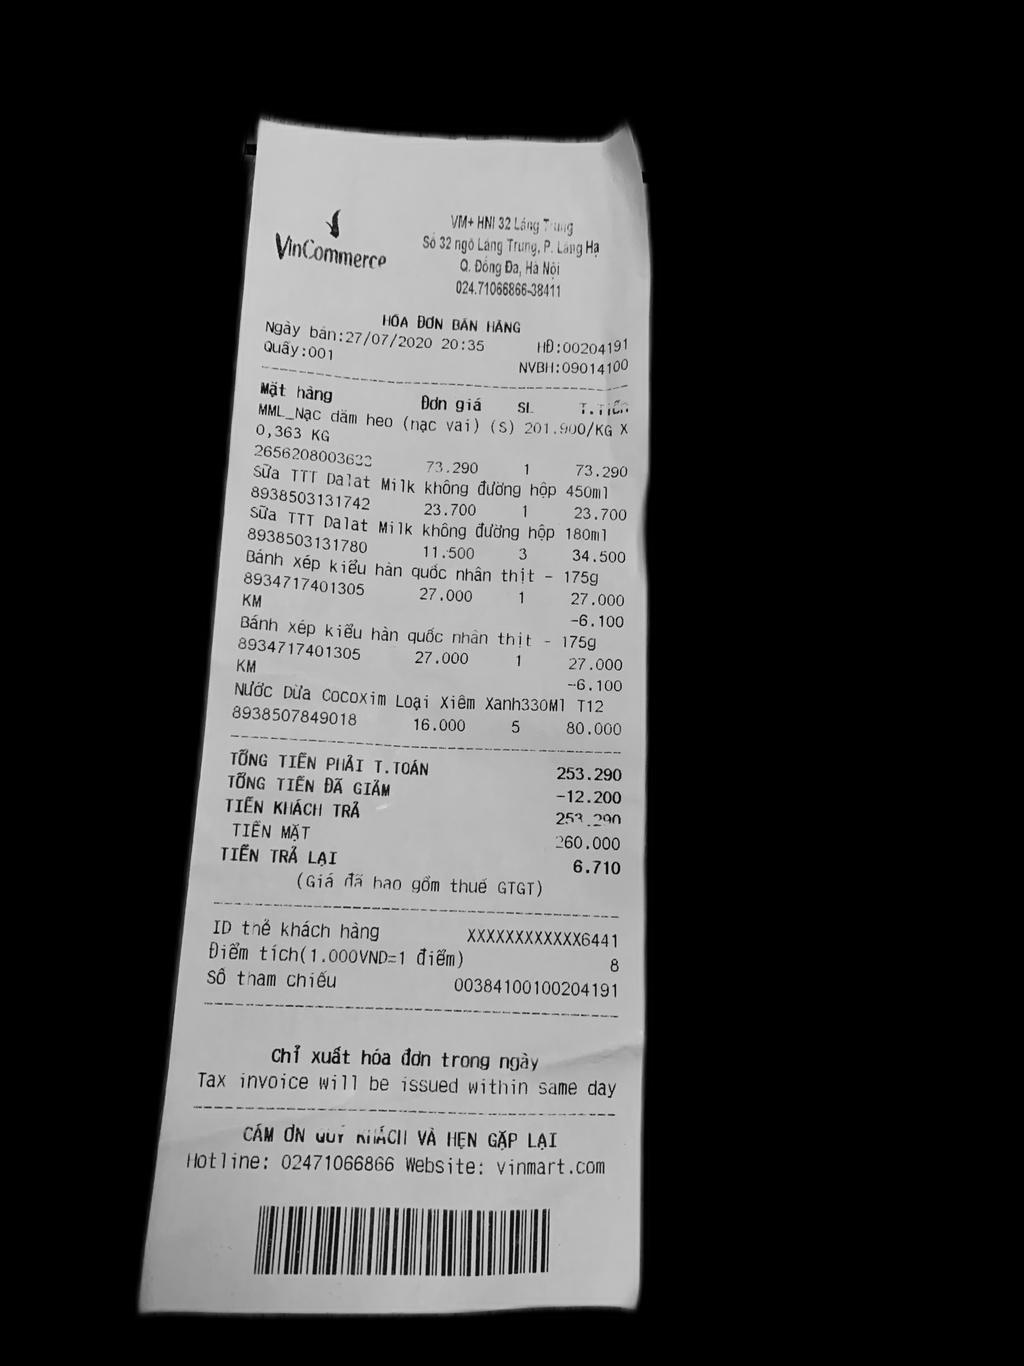 VinCommerce
VM+ HNI 32 Láng Trung
Số 32 ngõ Láng Trung, P. Láng Hạ
Q. Đống Đa, Hà Nội
024.71066866-38411
HÓA ĐƠN BÁN HÀNG
Ngày bán:27/07/2020 20:35 HĐ:00204191
Quầy:001 NVBH:09014100
Mặt hàng Đơn giá SL T.TIỀN
MML_Nạc dăm heo (nạc vai) (S) 201.900/KG X
0,363 KG
73.290 1 73.290
Sữa TTT Dalat Milk không đường hộp 450ml
8938503131742 23.700 1 23.700
Sữa TTT Dalat Milk không đường hộp 180ml
8938503131780 11.500 3 34.500
Bánh xép kiểu hàn quốc nhân thịt - 175g
8934717401305 27.000 1 27.000
KM -6.100
Bánh xép kiểu hàn quốc nhân thịt - 175g
8934717401305 27.000 1 27.000
KM -6.100
Nước Dừa Cocoxim Loại Xiêm Xanh330Ml T12
8938507849018 16.000 5 80.000
TỔNG TIỀN PHẢI T.TOÁN 253.290
TỔNG TIỀN ĐÃ GIẢM -12.200
TIỀN KHÁCH TRẢ 253.290
TIỀN MẶT 260.000
TIỀN TRẢ LẠI 6.710
(Giá đã bao gồm thuế GTGT)
ID thẻ khách hàng XXXXXXXXXXXX6441
Điểm tích(1.000VND=1 điểm) 8
Số tham chiếu 00384100100204191
Chỉ xuất hóa đơn trong ngày
Tax invoice will be issued within same day
CẢM ƠN QUÝ KHÁCH VÀ HẸN GẶP LẠI
Hotline: 02471066866 Website: vinmart.com